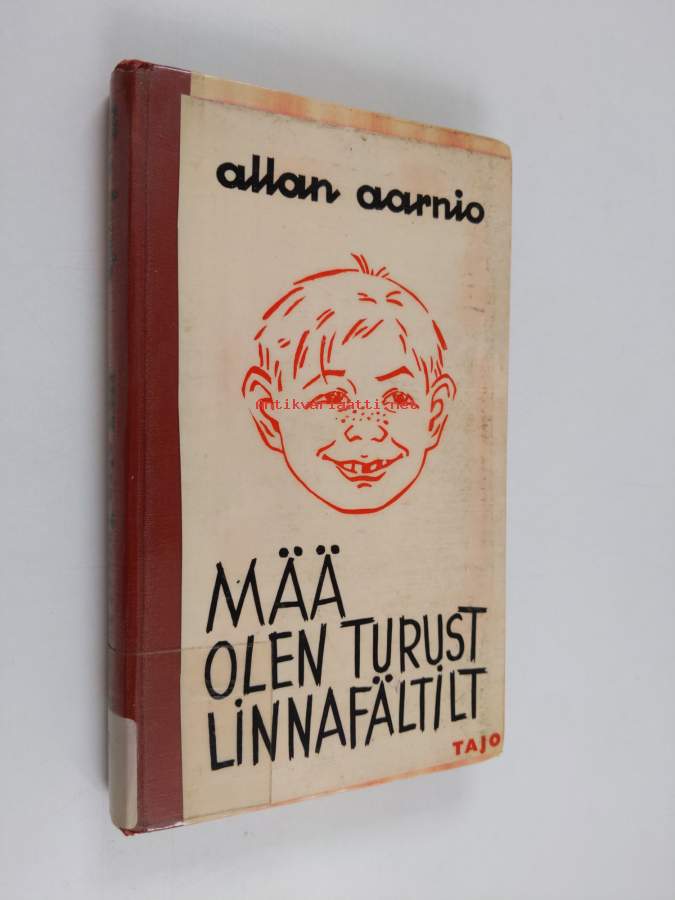 allan aarnio
antikvariaatti.net
MÄÄ
OLEN TURUST
LINNAFÄLTILT
TAJO